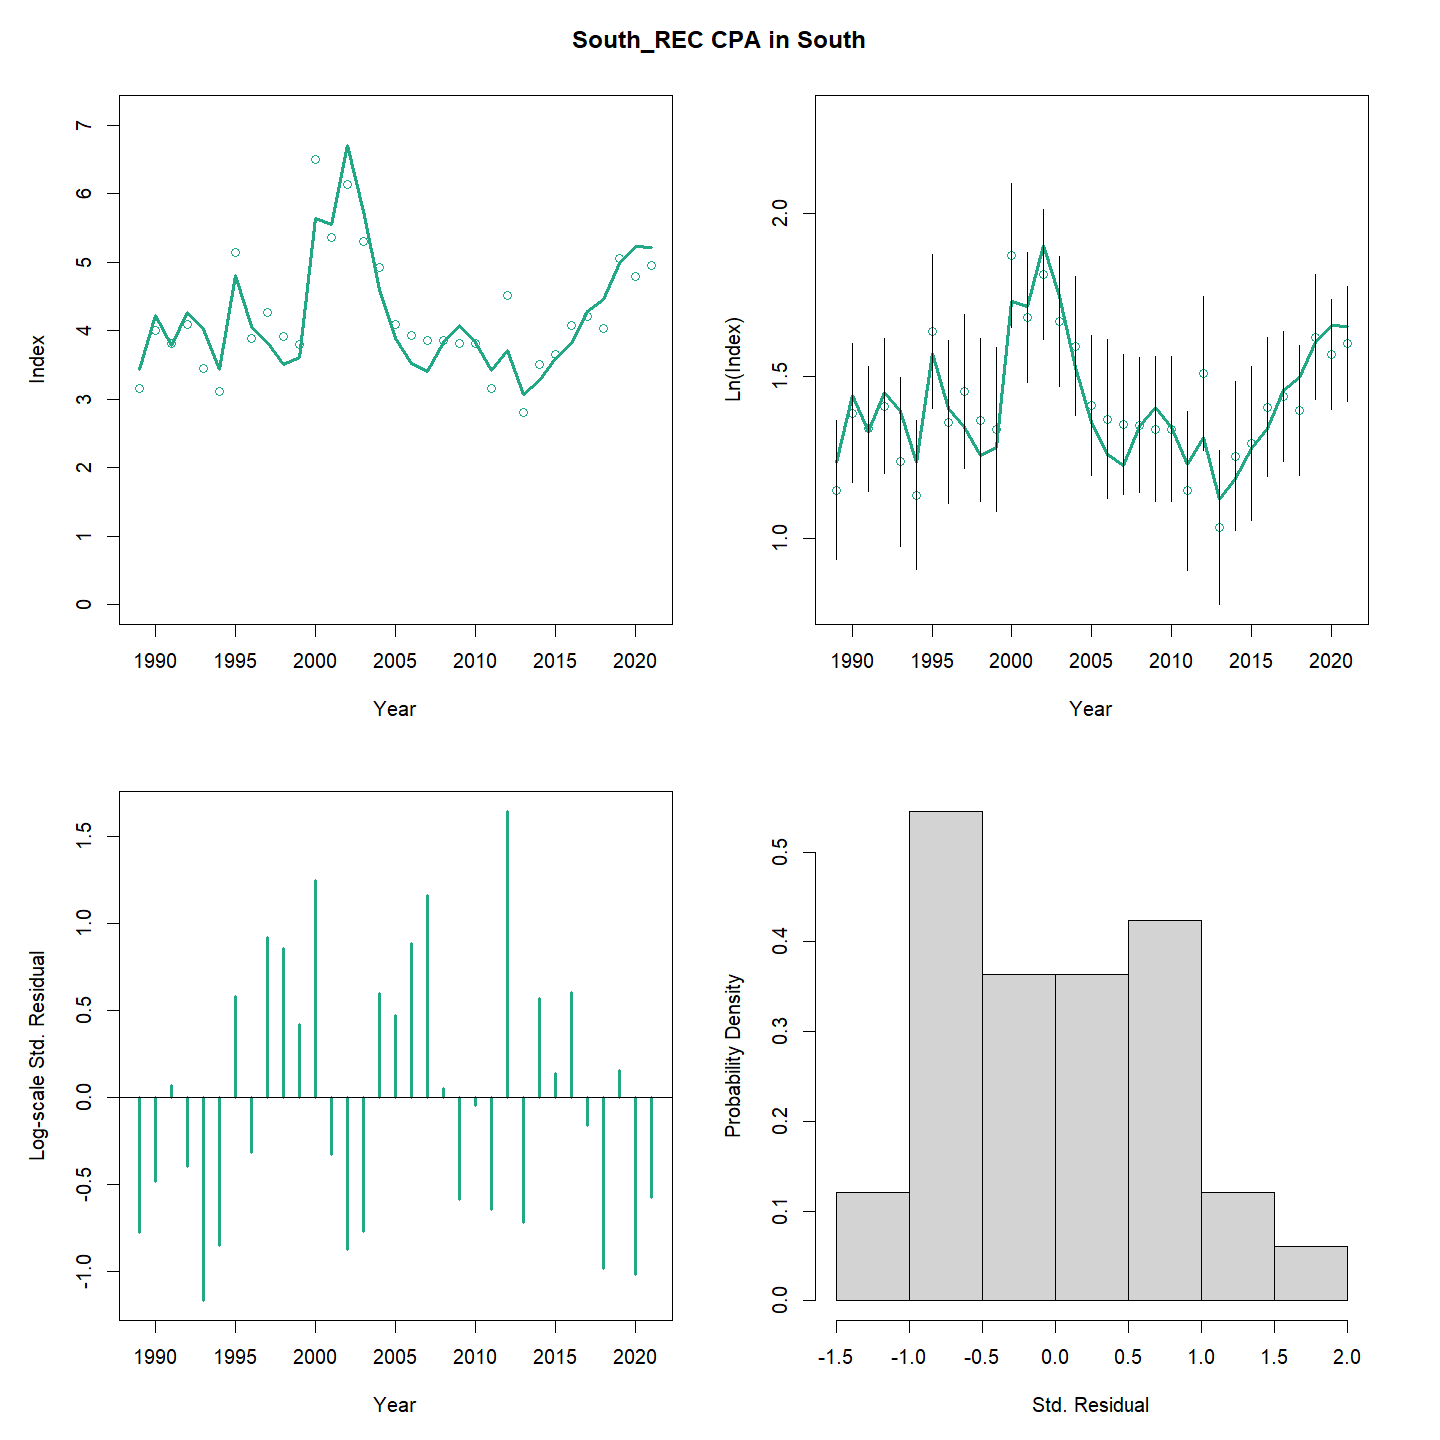 South_REC CPA in South
Index
7
6
5
4
3
2
1
0
1990 1995 2000 2005 2010 2015 2020
Year
Ln(Index)
2.0
1.5
1.0
1990 1995 2000 2005 2010 2015 2020
Year
Log-scale Std. Residual
1.5
1.0
0.5
0.0
-0.5
-1.0
1990 1995 2000 2005 2010 2015 2020
Year
Probability Density
0.5
0.4
0.3
0.2
0.1
0.0
-1.5 -1.0 -0.5 0.0 0.5 1.0 1.5 2.0
Std. Residual